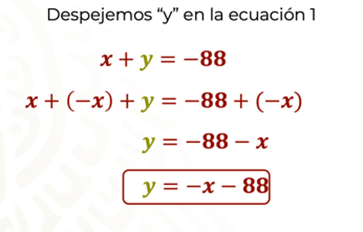 Despejemos “y” en la ecuación 1
x + y = −88
x + (−x) + y = −88 + (−x)
y = −88 − x
y = −x − 88